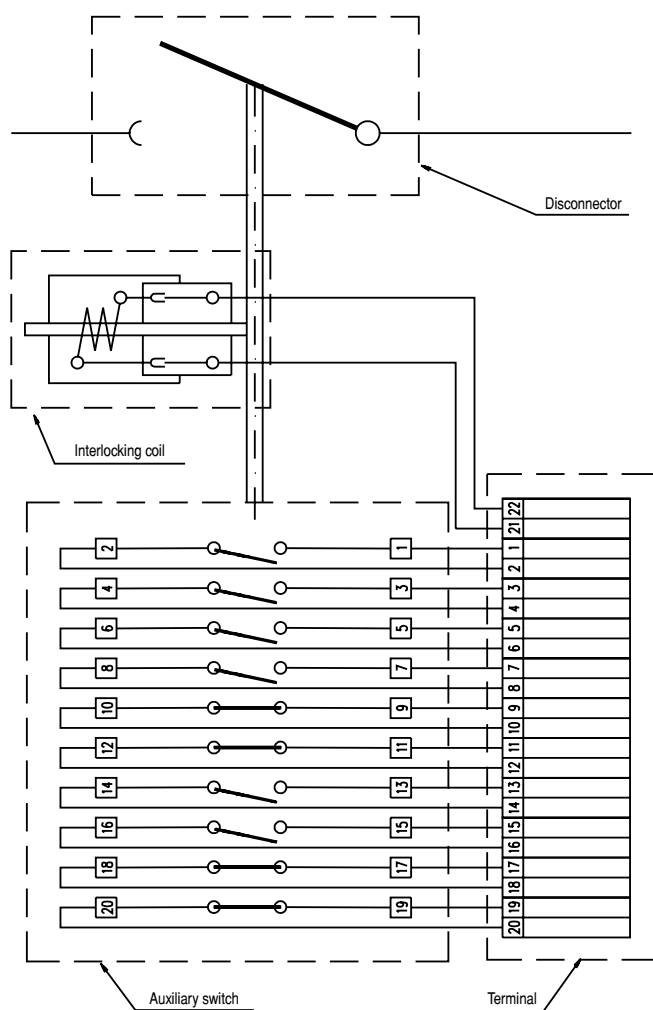 Disconnector
Interlocking coil
22
21
2 1 1
2
4 3 3
4
6 5 5
6
8 7 7
8
10 9 9
10
12 11 11
12
14 13 13
14
16 15 15
16
18 17 17
18
20 19 19
20
Auxiliary switch
Terminal